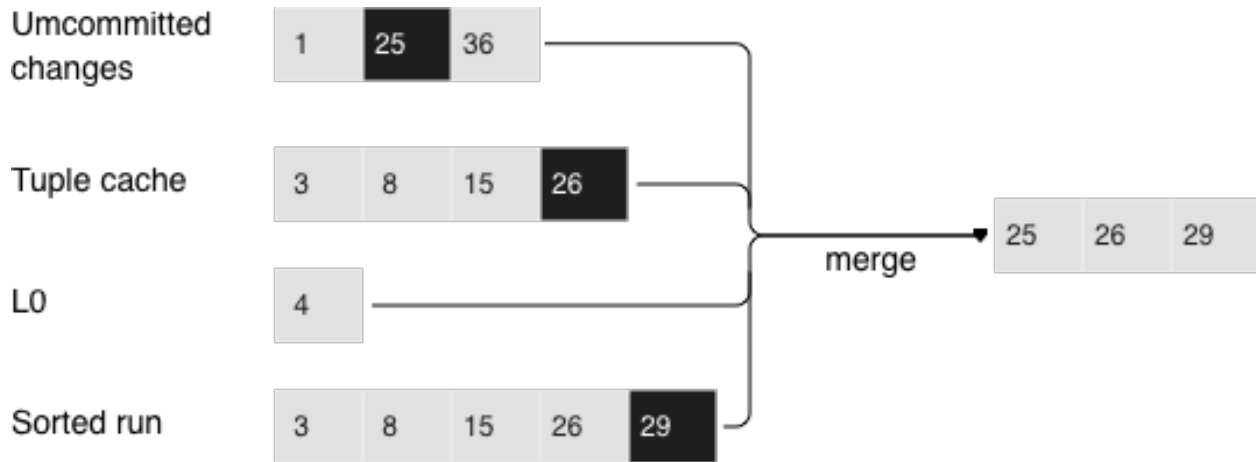 Umcommitted
changes
1 25 36
Tuple cache
3 8 15 26
L0
4
Sorted run
3 8 15 26 29
merge
25 26 29